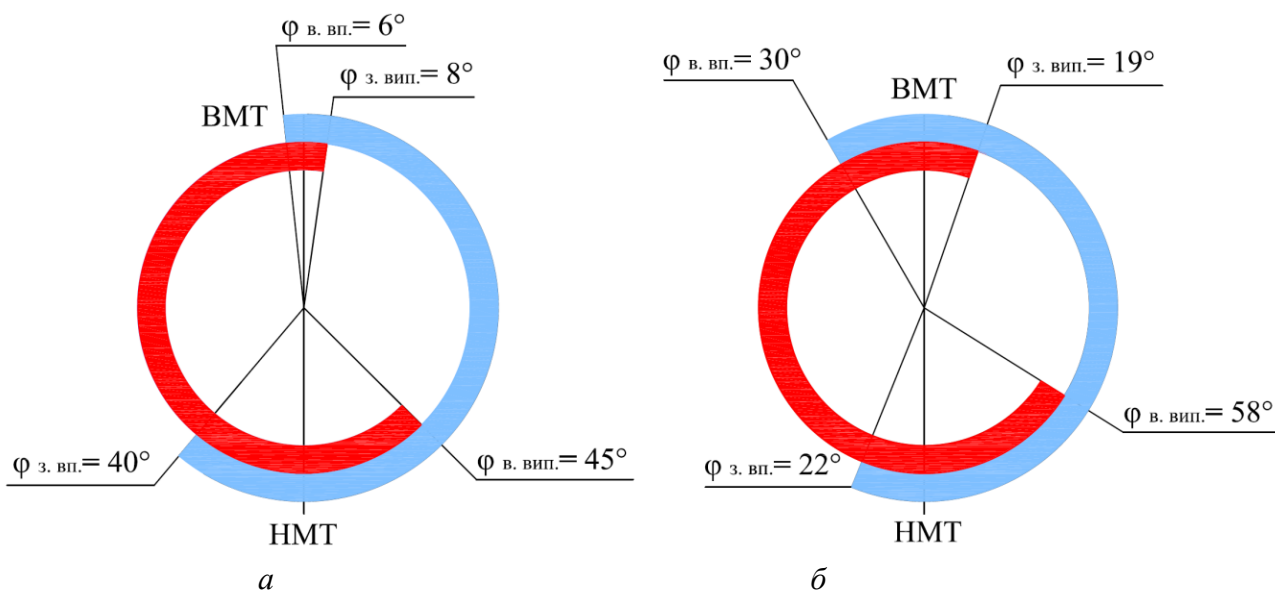 φ в. вп.= 6°
φ з. вип.= 8°
ВМТ
φ з. вп.= 40°
φ в. вип.= 45°
НМТ
а
φ в. вп.= 30°
φ з. вип.= 19°
ВМТ
φ в. вип.= 58°
φ з. вп.= 22°
НМТ
б